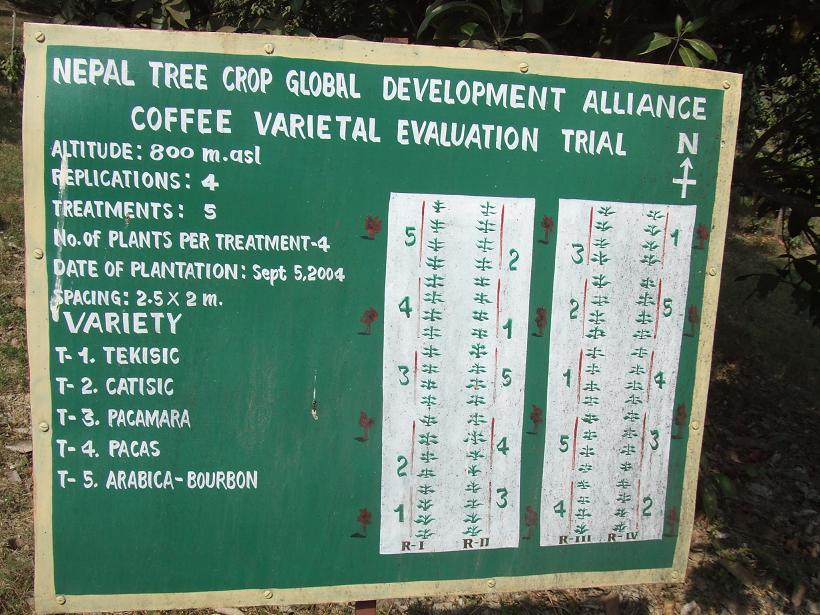 NEPAL TREE CROP GLOBAL DEVELOPMENT ALLIANCE
COFFEE VARIETAL EVALUATION TRIAL
N
ALTITUDE: 800 m.asl
REPLICATIONS: 4
TREATMENTS: 5
No. of PLANTS PER TREATMENT-4
DATE OF PLANTATION: Sept 5,2004
SPACING: 2.5 X 2 m.
VARIETY
T-1. TEKISIC
T-2. CATISIC
T-3. PACAMARA
T-4. PACAS
T-5. ARABICA-BOURBON
5 2 3 1
4 1 2 5
3 5 1 4
2 4 5 3
1 3 4 2
R-I R-II R-III R-IV